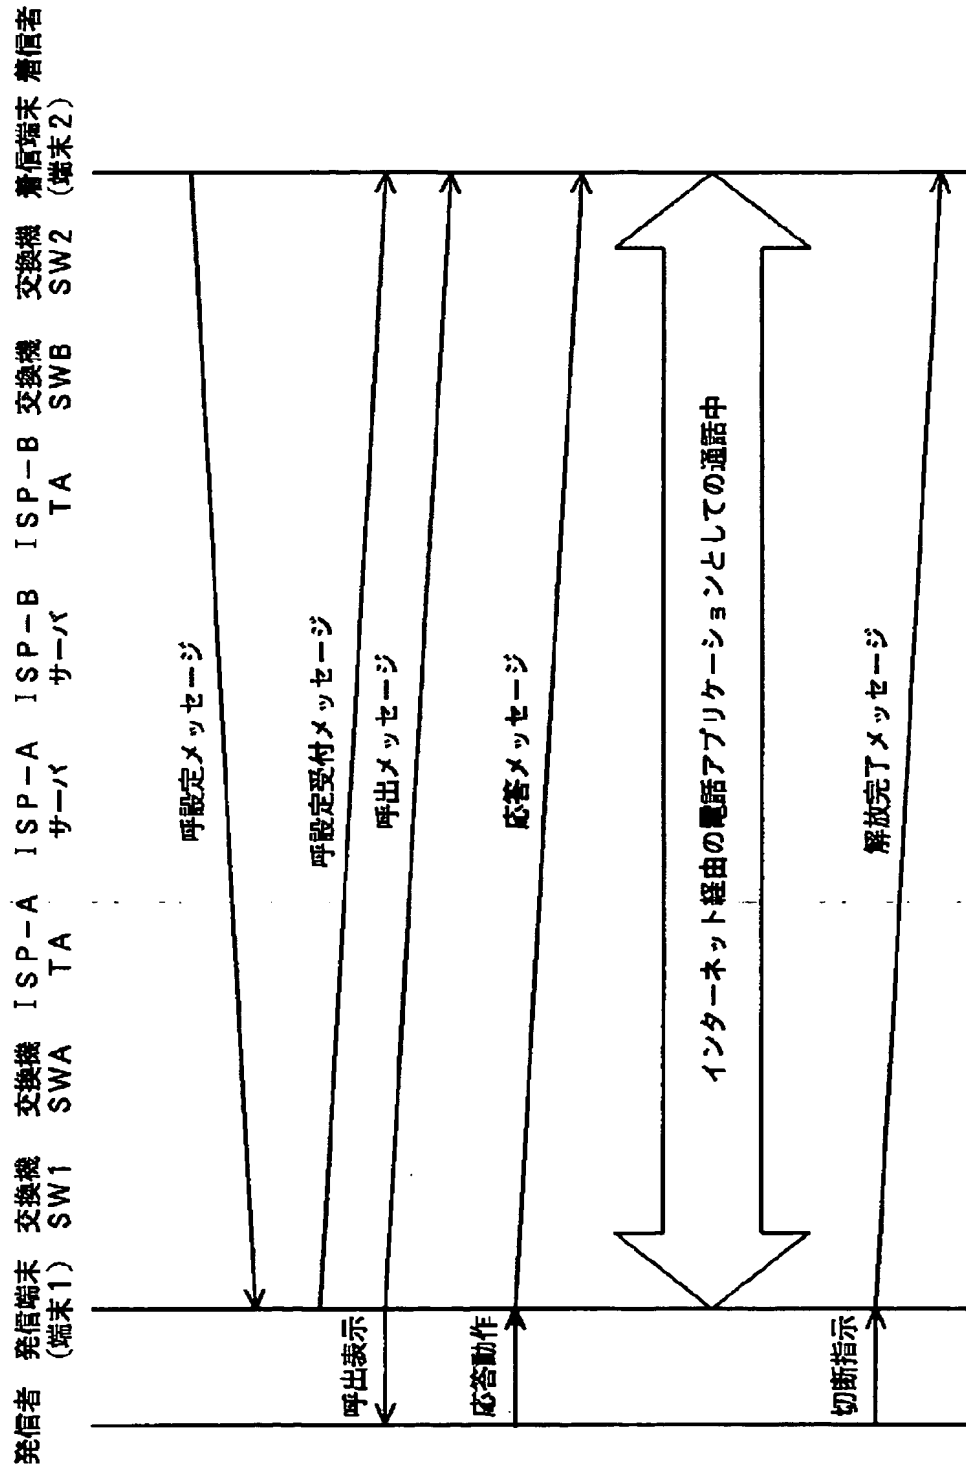 発信者 発信端末 交換機 交換機 ISP-A ISP-A ISP-B ISP-B 交換機 交換機 着信端末 着信者
(端末1) SW1 SWA TA サーバ サーバ TA SWB SW2 (端末2)
呼設定メッセージ
呼設定受付メッセージ
呼出表示
呼出メッセージ
応答動作
応答メッセージ
インターネット経由の電話アプリケーションとしての通話中
切断指示
解放完了メッセージ